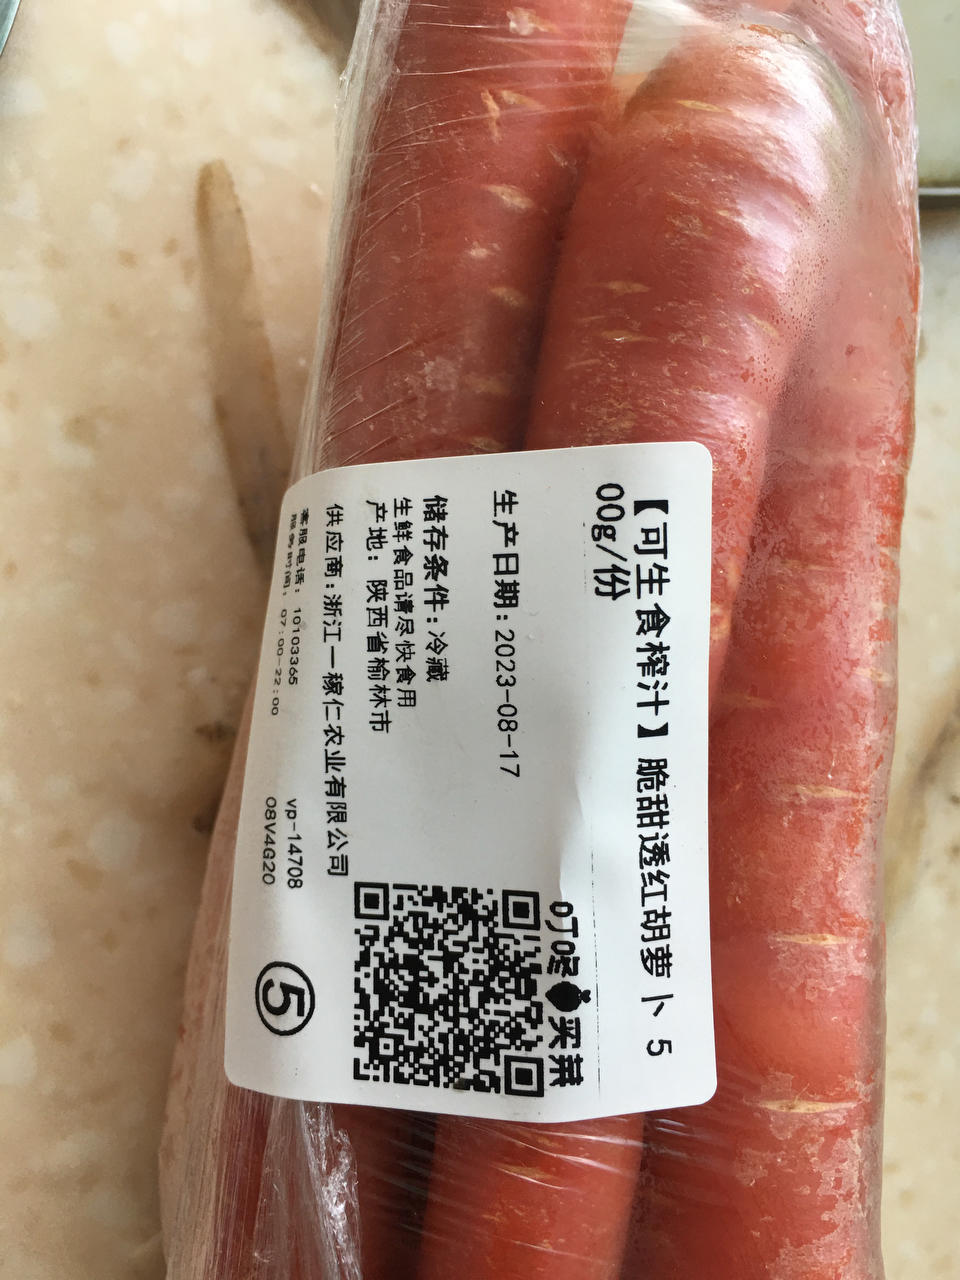 【可生食榨汁】脆甜透红胡萝卜 5
00g/份
叮咚买菜
生产日期:2023-08-17
储存条件:冷藏
生鲜食品请尽快食用
产地: 陕西省榆林市
供应商:浙江一稼仁农业有限公司
客服电话: 10103365
服务时间: 07:00-22:00
vp-14708
08V4G20
5